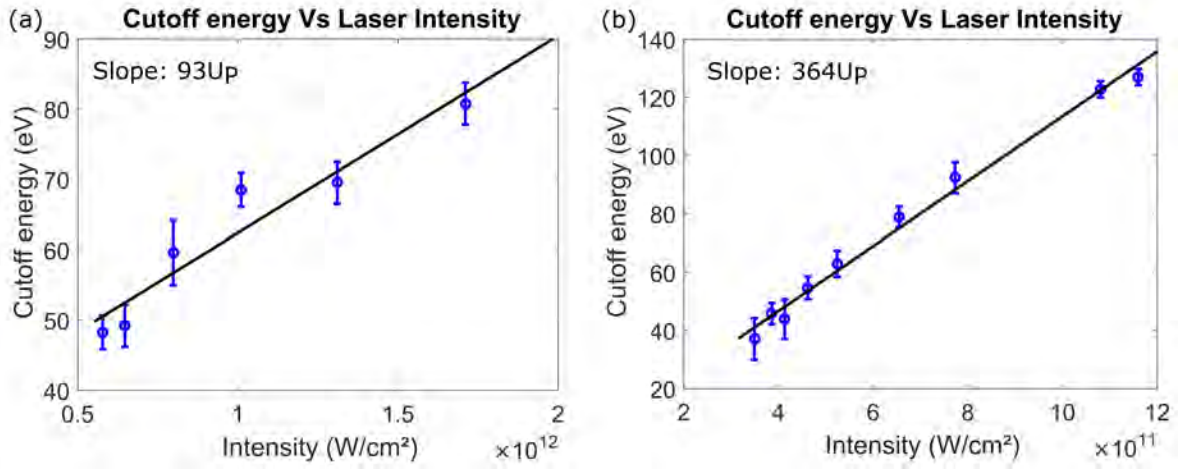 (a) Cutoff energy Vs Laser Intensity
Slope: 93Up
Cutoff energy (eV)
90
80
70
60
50
40
0.5 1 1.5 2
Intensity (W/cm²) ×10¹²
(b) Cutoff energy Vs Laser Intensity
Slope: 364Up
Cutoff energy (eV)
140
120
100
80
60
40
20
2 4 6 8 10 12
Intensity (W/cm²) ×10¹¹